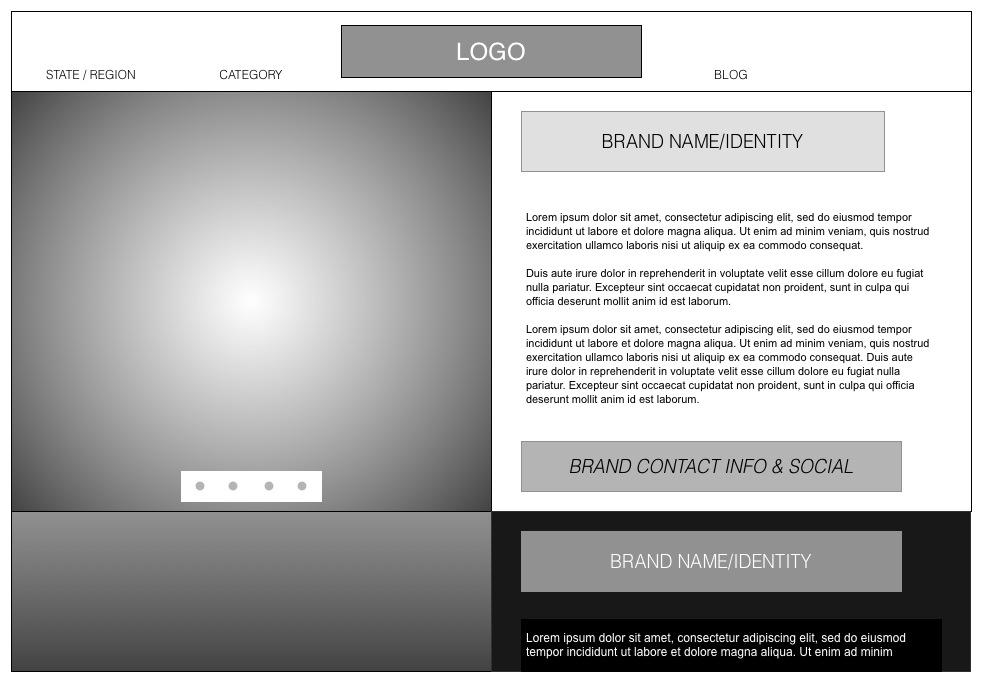 LOGO
STATE / REGION
CATEGORY
BLOG
BRAND NAME/IDENTITY
Lorem ipsum dolor sit amet, consectetur adipiscing elit, sed do eiusmod tempor
incididunt ut labore et dolore magna aliqua. Ut enim ad minim veniam, quis nostrud
exercitation ullamco laboris nisi ut aliquip ex ea commodo consequat.
Duis aute irure dolor in reprehenderit in voluptate velit esse cillum dolore eu fugiat
nulla pariatur. Excepteur sint occaecat cupidatat non proident, sunt in culpa qui
officia deserunt mollit anim id est laborum.
Lorem ipsum dolor sit amet, consectetur adipiscing elit, sed do eiusmod tempor
incididunt ut labore et dolore magna aliqua. Ut enim ad minim veniam, quis nostrud
exercitation ullamco laboris nisi ut aliquip ex ea commodo consequat. Duis aute
irure dolor in reprehenderit in voluptate velit esse cillum dolore eu fugiat nulla
pariatur. Excepteur sint occaecat cupidatat non proident, sunt in culpa qui officia
deserunt mollit anim id est laborum.
BRAND CONTACT INFO & SOCIAL
BRAND NAME/IDENTITY
Lorem ipsum dolor sit amet, consectetur adipiscing elit, sed do eiusmod
tempor incididunt ut labore et dolore magna aliqua. Ut enim ad minim